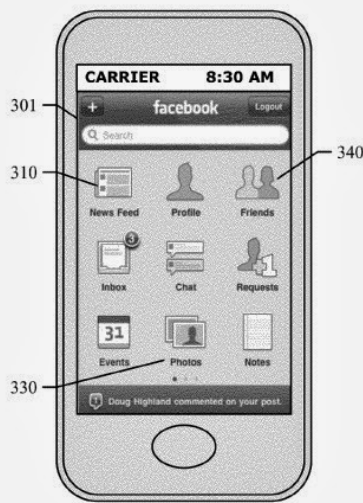 CARRIER 8:30 AM
301
+ facebook Logout
Search
310
340
News Feed Profile Friends
3
Inbox Chat Requests
+1
31
Events Photos Notes
330
Doug Highland commented on your post.